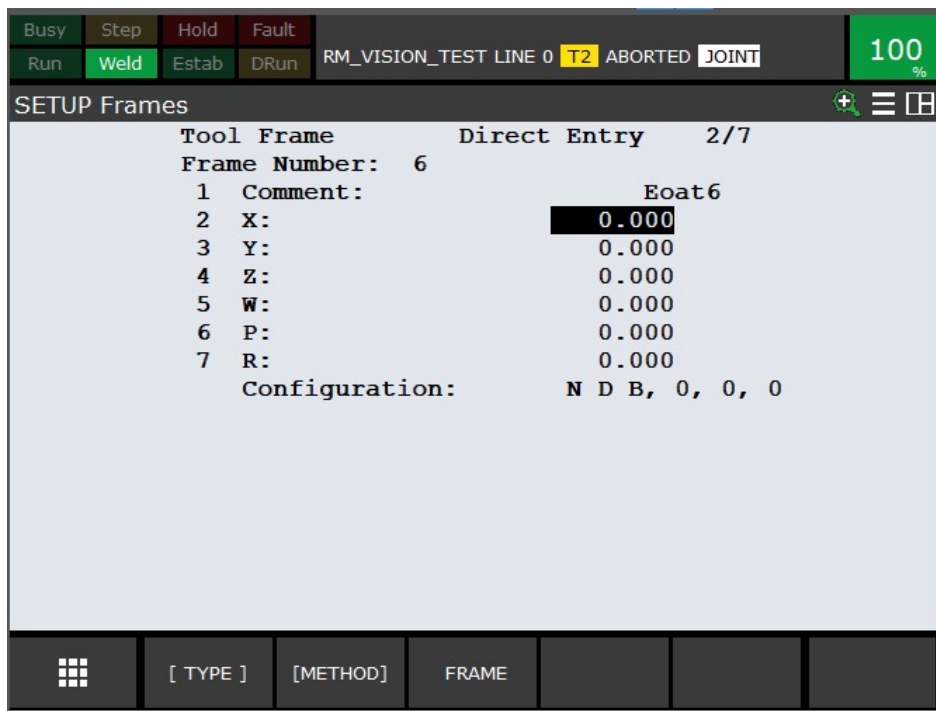 Busy Step Hold Fault
Run Weld Estab DRun RM_VISION_TEST LINE 0 T2 ABORTED JOINT 100 %
SETUP Frames
Tool Frame Direct Entry 2/7
Frame Number: 6
1 Comment: Eoat6
2 X: 0.000
3 Y: 0.000
4 Z: 0.000
5 W: 0.000
6 P: 0.000
7 R: 0.000
Configuration: N D B, 0, 0, 0
[ TYPE ] [METHOD] FRAME